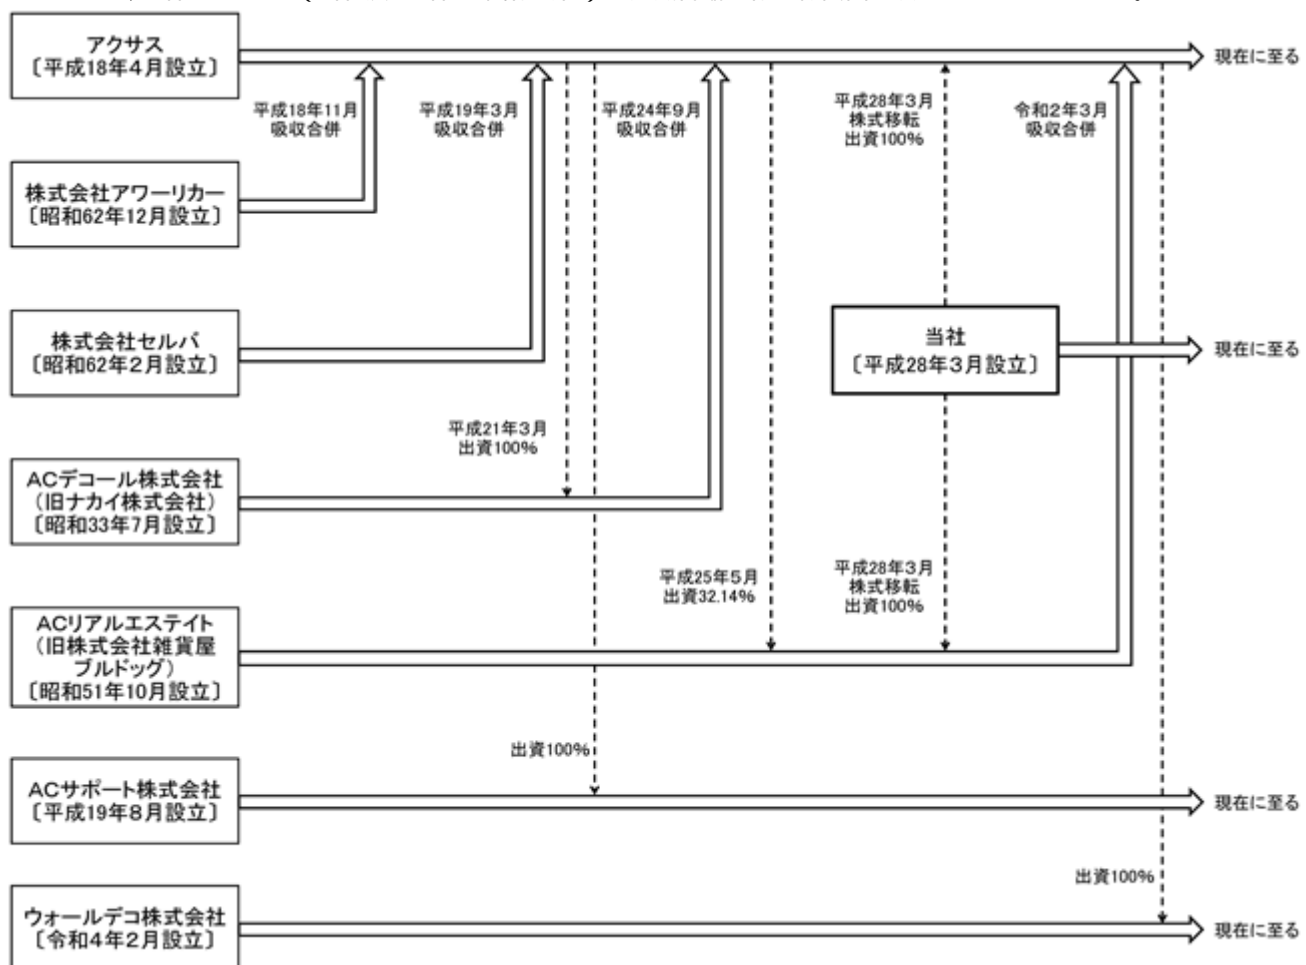 アクサス
〔平成18年4月設立〕
現在に至る
平成18年11月
吸収合併
平成19年3月
吸収合併
平成24年9月
吸収合併
平成28年3月
株式移転
出資100%
令和2年3月
吸収合併
株式会社アワーリカー
〔昭和62年12月設立〕
株式会社セルバ
〔昭和62年2月設立〕
当社
〔平成28年3月設立〕
現在に至る
平成21年3月
出資100%
ACデコール株式会社
(旧ナカイ株式会社)
〔昭和33年7月設立〕
平成25年5月
出資32.14%
平成28年3月
株式移転
出資100%
ACリアルエステイト
(旧株式会社雑貨屋
ブルドッグ)
〔昭和51年10月設立〕
出資100%
ACサポート株式会社
〔平成19年8月設立〕
現在に至る
出資100%
ウォールデコ株式会社
〔令和4年2月設立〕
現在に至る